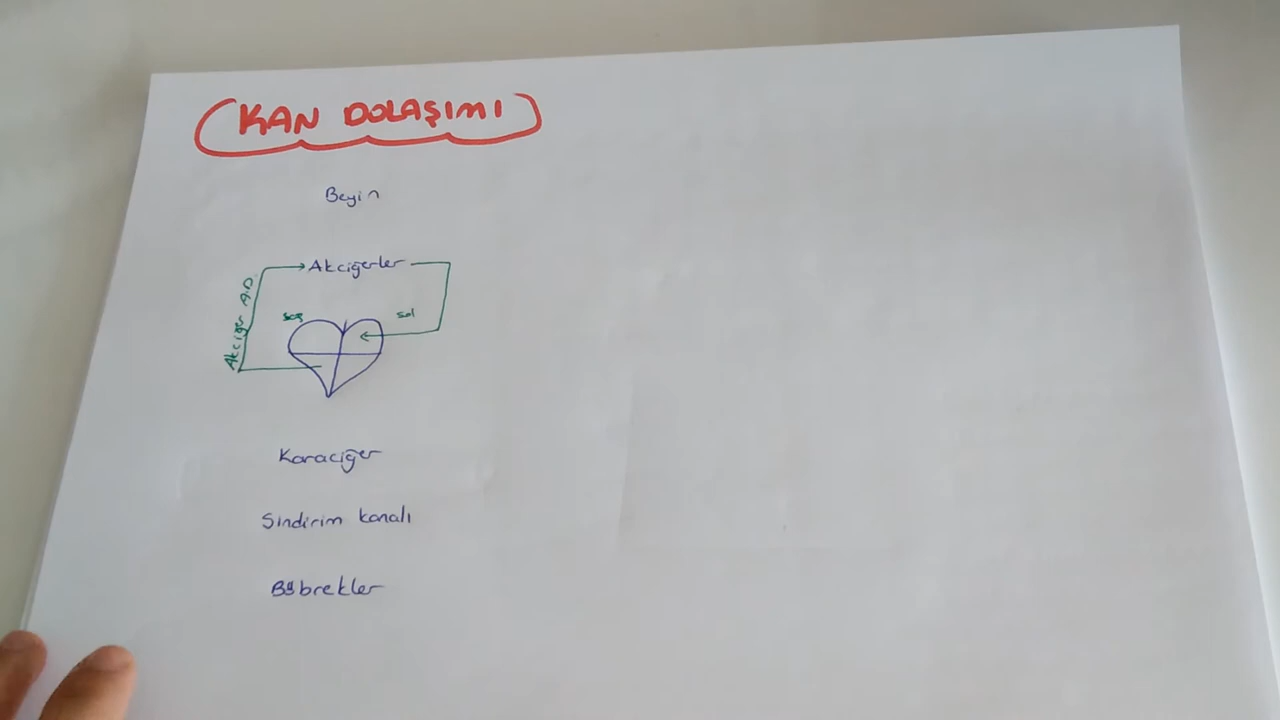 KAN DOLAŞIMI
Beyin
Akciğerler
Akciğer A.D.
sağ
sol
Karaciğer
Sindirim kanalı
Böbrekler